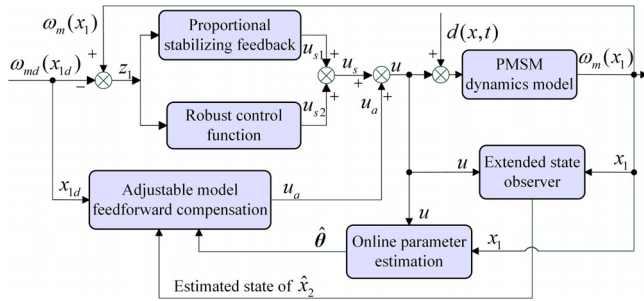 ω_m(x_1)
+
ω_md(x_1d)
−
z_1
Proportional
stabilizing feedback
u_s1
+
Robust control
function
u_s2
+
u_s
+
u_a
+
u
d(x,t)
+
+
PMSM
dynamics model
ω_m(x_1)
x_1d
Adjustable model
feedforward compensation
u_a
u
Extended state
observer
x_1
u
θ̂
Online parameter
estimation
x_1
Estimated state of x̂_2